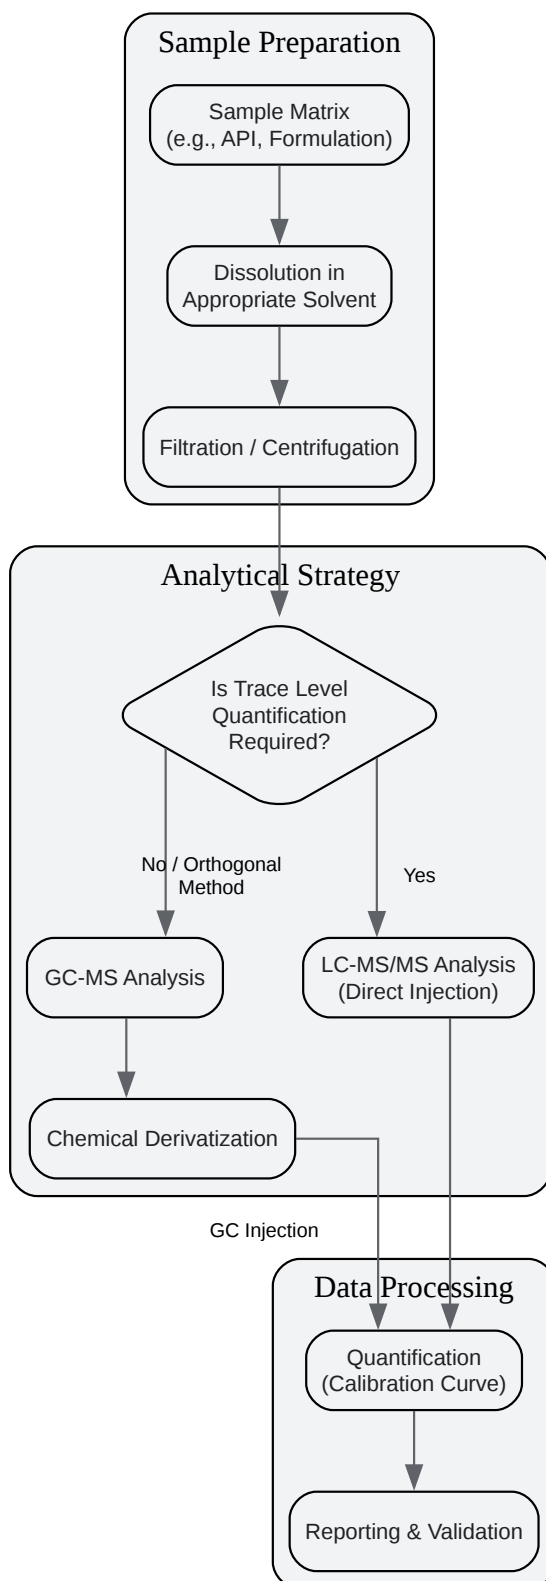 Sample Preparation
Sample Matrix
(e.g., API, Formulation)
Dissolution in
Appropriate Solvent
Filtration / Centrifugation
Analytical Strategy
Is Trace Level
Quantification
Required?
No / Orthogonal
Method
Yes
GC-MS Analysis
LC-MS/MS Analysis
(Direct Injection)
Chemical Derivatization
GC Injection
Data Processing
Quantification
(Calibration Curve)
Reporting & Validation